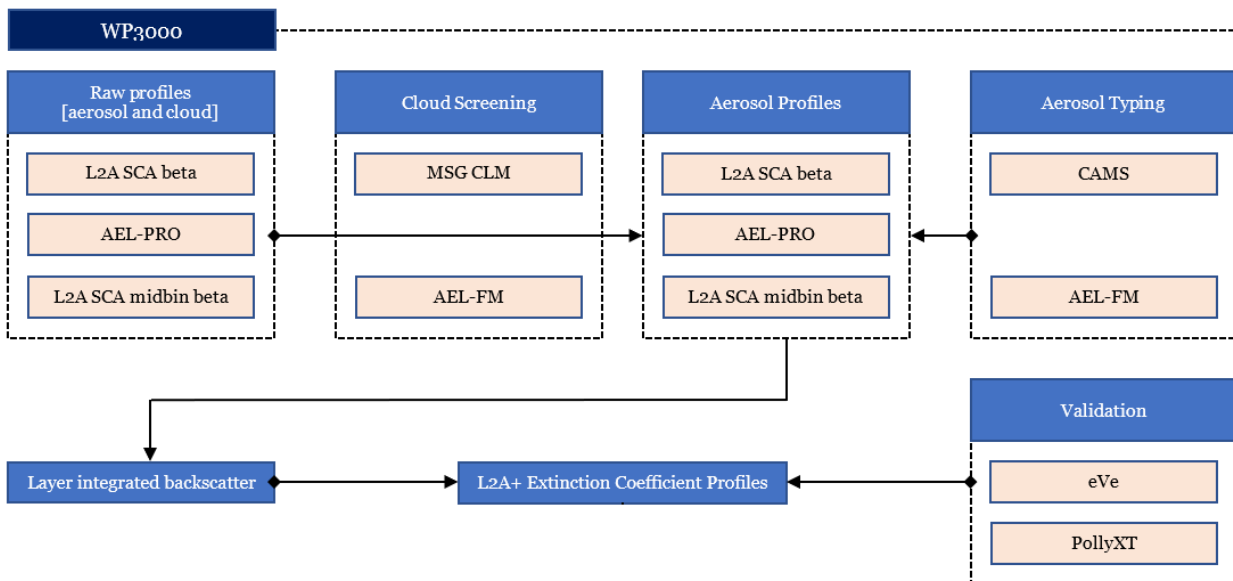 WP3000
Raw profiles
[aerosol and cloud]
L2A SCA beta
AEL-PRO
L2A SCA midbin beta
Cloud Screening
MSG CLM
AEL-FM
Aerosol Profiles
L2A SCA beta
AEL-PRO
L2A SCA midbin beta
Aerosol Typing
CAMS
AEL-FM
Layer integrated backscatter
L2A+ Extinction Coefficient Profiles
Validation
eVe
PollyXT